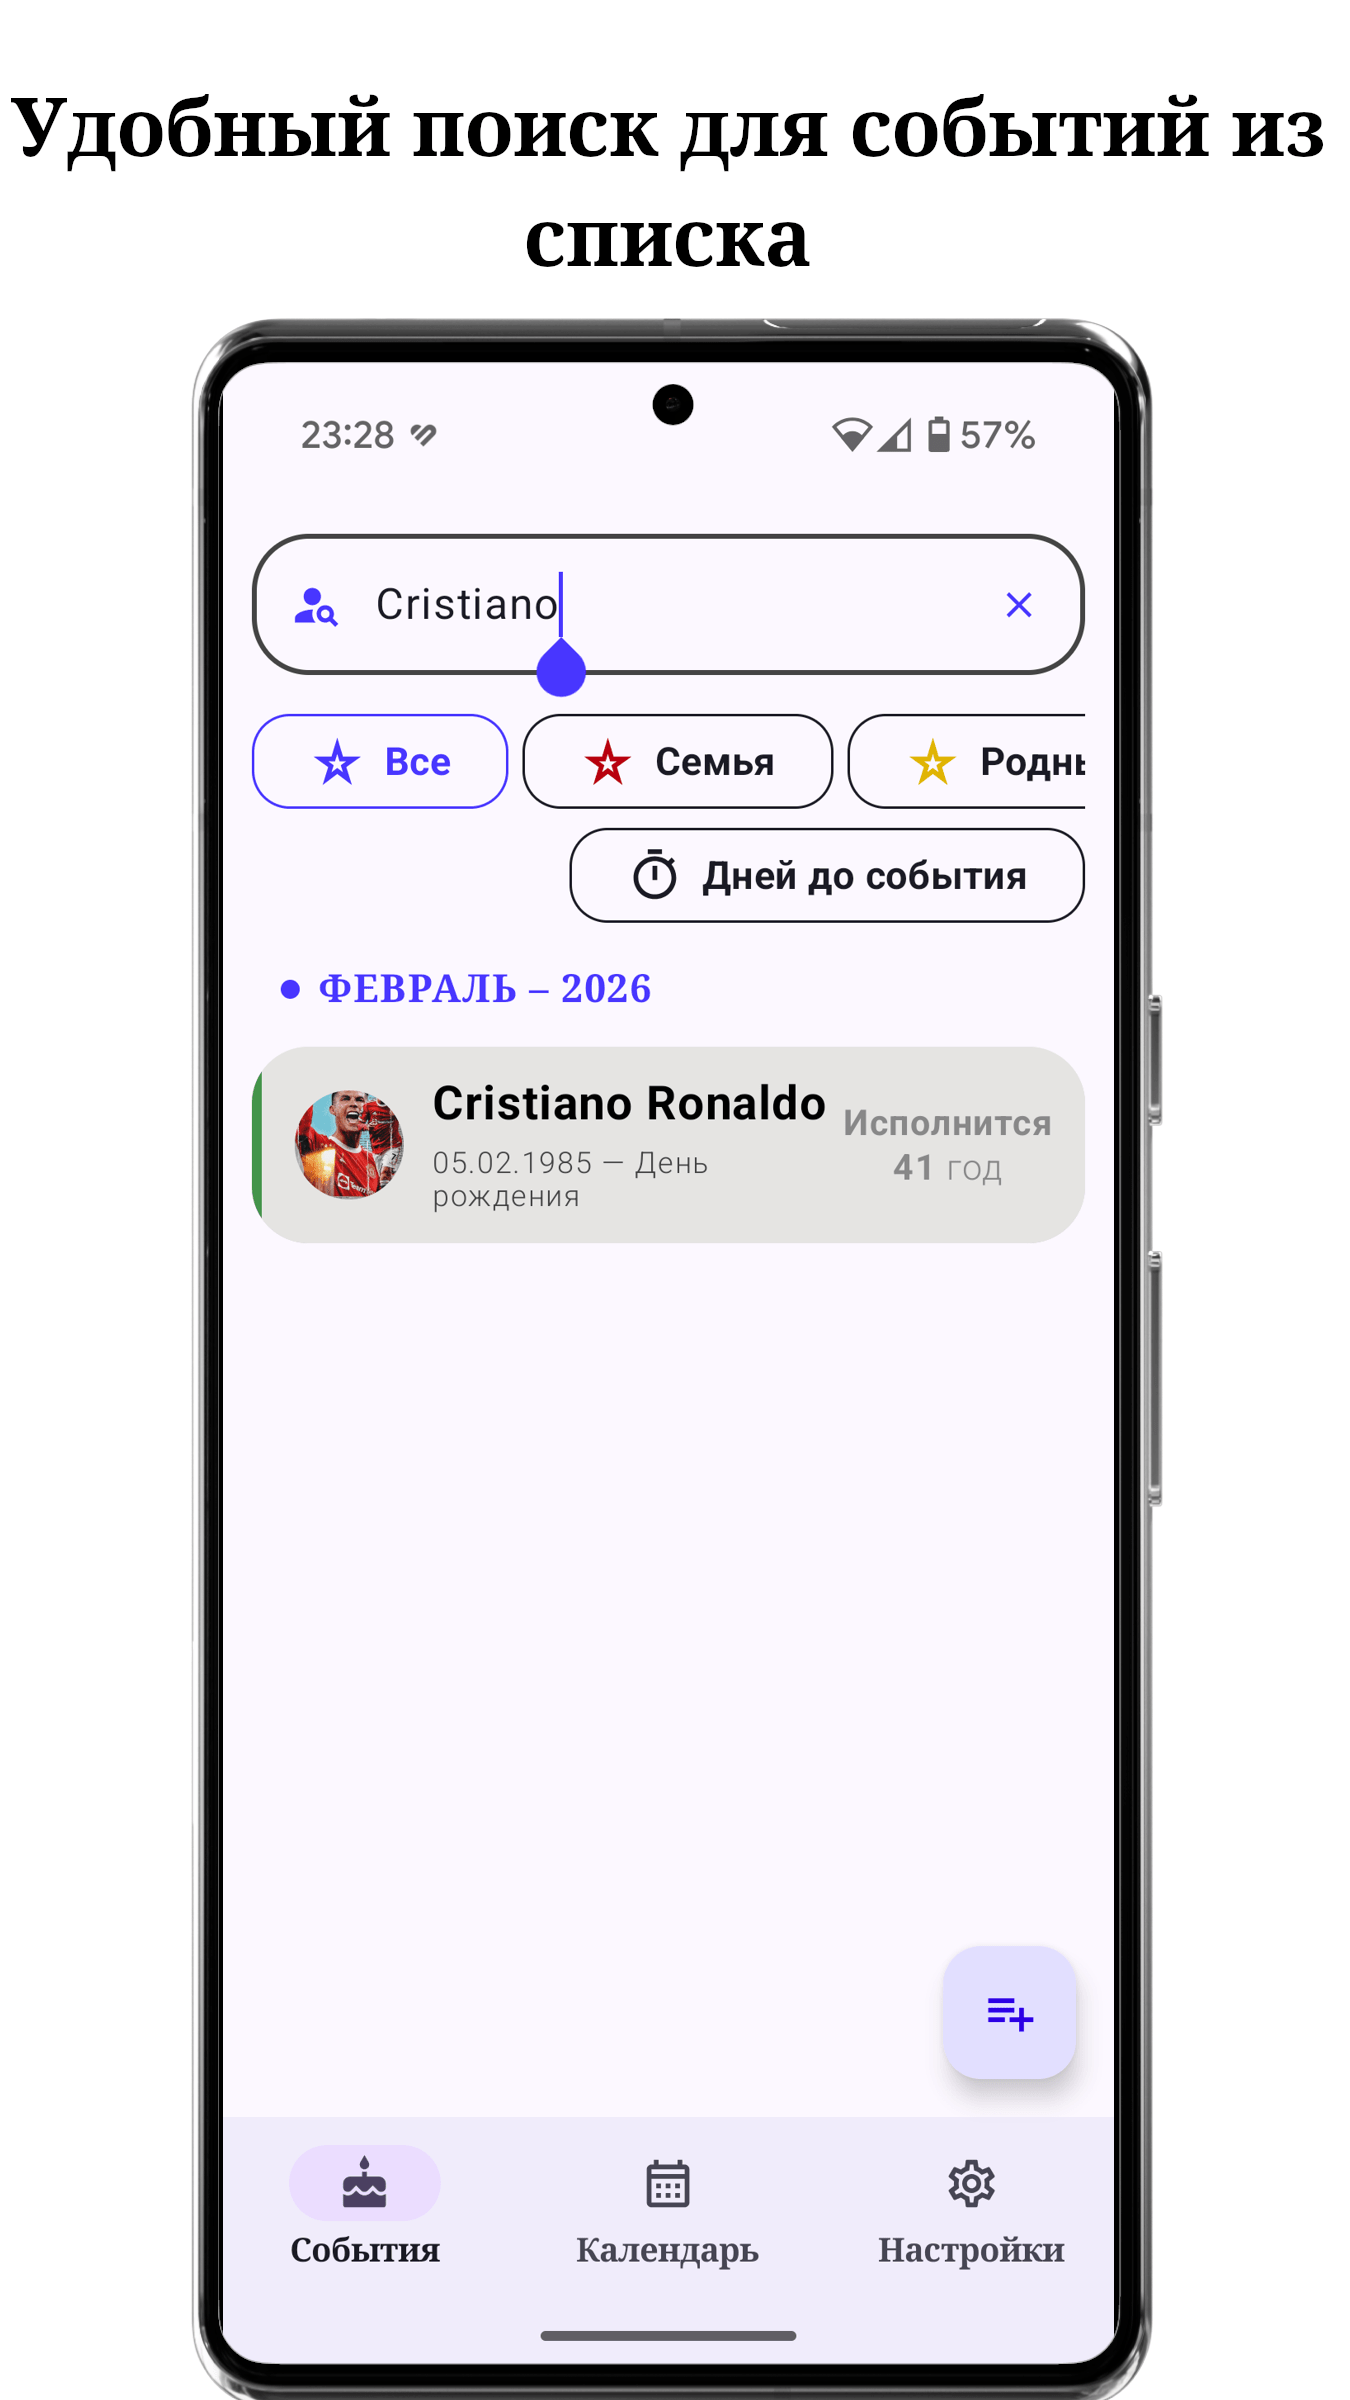 Удобный поиск для событий из
списка
23:28
57%
Cristiano
Все
Семья
Родн
Дней до события
ФЕВРАЛЬ – 2026
Cristiano Ronaldo
05.02.1985 — День
рождения
Исполнится
41 год
События
Календарь
Настройки